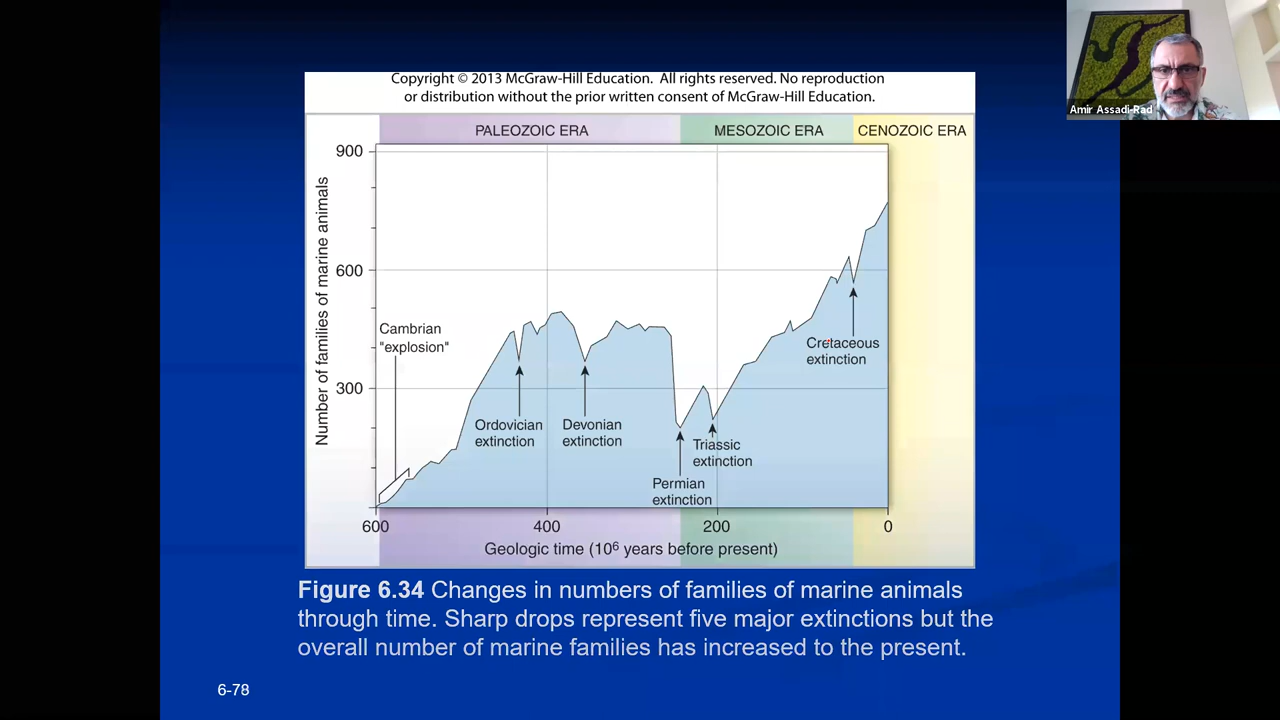 Copyright © 2013 McGraw-Hill Education. All rights reserved. No reproduction
or distribution without the prior written consent of McGraw-Hill Education.
Amir Assadi-Rad
PALEOZOIC ERA
MESOZOIC ERA
CENOZOIC ERA
900
600
300
Number of families of marine animals
Cambrian
"explosion"
Ordovician
extinction
Devonian
extinction
Permian
extinction
Triassic
extinction
Cretaceous
extinction
600
400
200
0
Geologic time (10⁶ years before present)
Figure 6.34 Changes in numbers of families of marine animals
through time. Sharp drops represent five major extinctions but the
overall number of marine families has increased to the present.
6-78